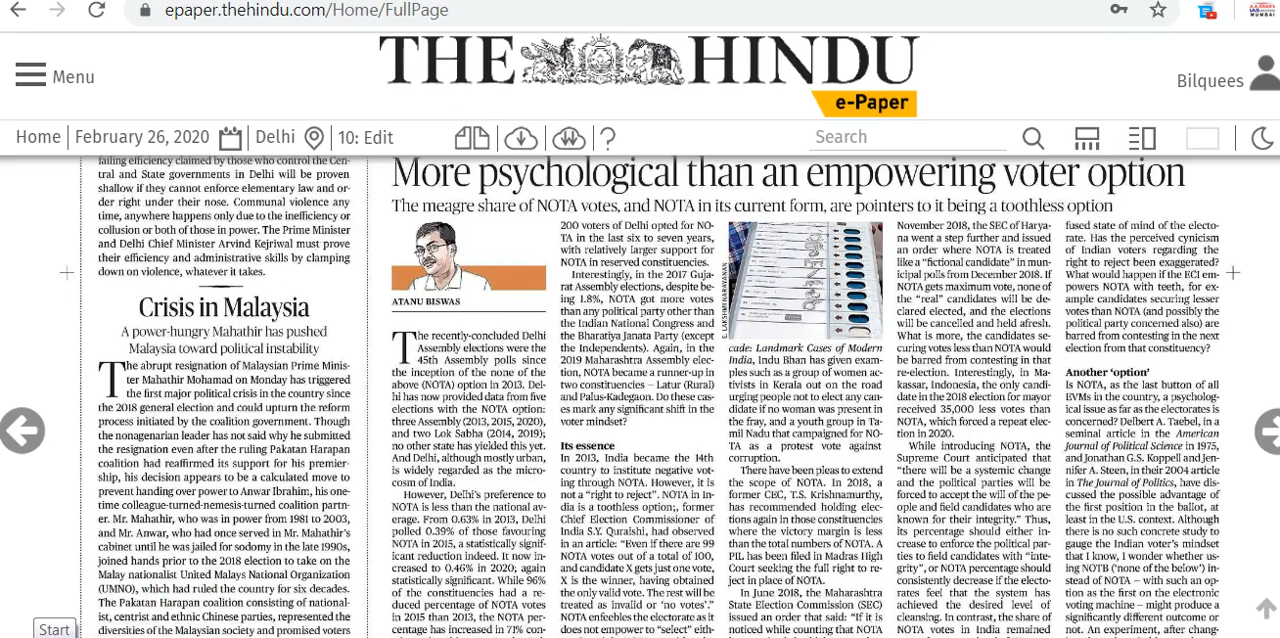 epaper.thehindu.com/Home/FullPage
Menu
THE HINDU
e-Paper
Bilquees
Home | February 26, 2020 | Delhi | 10: Edit
Search
failing efficiency claimed by those who control the Cen-
tral and State governments in Delhi will be proven
shallow if they cannot enforce elementary law and or-
der right under their nose. Communal violence any
time, anywhere happens only due to the inefficiency or
collusion or both of those in power. The Prime Minister
and Delhi Chief Minister Arvind Kejriwal must prove
their efficiency and administrative skills by clamping
down on violence, whatever it takes.
Crisis in Malaysia
A power-hungry Mahathir has pushed
Malaysia toward political instability
The abrupt resignation of Malaysian Prime Minis-
ter Mahathir Mohamad on Monday has triggered
the first major political crisis in the country since
the 2018 general election and could upturn the reform
process initiated by the coalition government. Though
the nonagenarian leader has not said why he submitted
the resignation even after the ruling Pakatan Harapan
coalition had reaffirmed its support for his premier-
ship, his decision appears to be a calculated move to
prevent handing over power to Anwar Ibrahim, his one-
time colleague-turned-nemesis-turned coalition partn-
er. Mr. Mahathir, who was in power from 1981 to 2003,
and Mr. Anwar, who had once served in Mr. Mahathir's
cabinet until he was jailed for sodomy in the late 1990s,
joined hands prior to the 2018 election to take on the
Malay nationalist United Malays National Organization
(UMNO), which had ruled the country for six decades.
The Pakatan Harapan coalition consisting of national-
ist, centrist and ethnic Chinese parties, represented the
diversities of the Malaysian society and promised voters
More psychological than an empowering voter option
The meagre share of NOTA votes, and NOTA in its current form, are pointers to it being a toothless option
ATANU BISWAS
The recently-concluded Delhi
Assembly elections were the
45th Assembly polls since
the inception of the none of the
above (NOTA) option in 2013. Del-
hi has now provided data from five
elections with the NOTA option:
three Assembly (2013, 2015, 2020),
and two Lok Sabha (2014, 2019);
no other state has yielded this yet.
And Delhi, although mostly urban,
is widely regarded as the micro-
cosm of India.
However, Delhi's preference to
NOTA is less than the national av-
erage. From 0.63% in 2013, Delhi
polled 0.39% of those favouring
NOTA in 2015, a statistically signif-
icant reduction indeed. It now in-
creased to 0.46% in 2020; again
statistically significant. While 96%
of the constituencies had a re-
duced percentage of NOTA votes
in 2015 than 2013, the NOTA per-
centage has increased in 71% con-
200 voters of Delhi opted for NO-
TA in the last six to seven years,
with relatively larger support for
NOTA in reserved constituencies.
Interestingly, in the 2017 Guja-
rat Assembly elections, despite be-
ing 1.8%, NOTA got more votes
than any political party other than
the Indian National Congress and
the Bharatiya Janata Party (except
the Independents). Again, in the
2019 Maharashtra Assembly elec-
tion, NOTA became a runner-up in
two constituencies – Latur (Rural)
and Palus-Kadegaon. Do these cas-
es mark any significant shift in the
voter mindset?
Its essence
In 2013, India became the 14th
country to institute negative vot-
ing through NOTA. However, it is
not a "right to reject". NOTA in In-
dia is a toothless option;, former
Chief Election Commissioner of
India S.Y. Quraishi, had observed
in an article: "Even if there are 99
NOTA votes out of a total of 100,
and candidate X gets just one vote,
X is the winner, having obtained
the only valid vote. The rest will be
treated as invalid or 'no votes'."
NOTA enfeebles the electorate as it
does not empower to "select" eith-
E. LAKSHMI NARAYANAN
cade: Landmark Cases of Modern
India, Indu Bhan has given exam-
ples such as a group of women ac-
tivists in Kerala out on the road
urging people not to elect any can-
didate if no woman was present in
the fray, and a youth group in Ta-
mil Nadu that campaigned for NO-
TA as a protest vote against
corruption.
There have been pleas to extend
the scope of NOTA. In 2018, a
former CEC, T.S. Krishnamurthy,
has recommended holding elec-
tions again in those constituencies
where the victory margin is less
than the total numbers of NOTA. A
PIL has been filed in Madras High
Court seeking the full right to re-
ject in place of NOTA.
In June 2018, the Maharashtra
State Election Commission (SEC)
issued an order that said: "If it is
noticed while counting that NOTA
November 2018, the SEC of Harya-
na went a step further and issued
an order where NOTA is treated
like a "fictional candidate" in mun-
icipal polls from December 2018. If
NOTA gets maximum vote, none of
the "real" candidates will be de-
clared elected, and the elections
will be cancelled and held afresh.
What is more, the candidates se-
curing votes less than NOTA would
be barred from contesting in that
re-election. Interestingly, in Ma-
kassar, Indonesia, the only candi-
date in the 2018 election for mayor
received 35,000 less votes than
NOTA, which forced a repeat elec-
tion in 2020.
While introducing NOTA, the
Supreme Court anticipated that
"there will be a systemic change
and the political parties will be
forced to accept the will of the pe-
ople and field candidates who are
known for their integrity." Thus,
its percentage should either in-
crease to enforce the political par-
ties to field candidates with "inte-
grity", or NOTA percentage should
consistently decrease if the electo-
rates feel that the system has
achieved the desired level of
cleansing. In contrast, the share of
NOTA votes in India remained
fused state of mind of the electo-
rate. Has the perceived cynicism
of Indian voters regarding the
right to reject been exaggerated?
What would happen if the ECI em-
powers NOTA with teeth, for ex-
ample candidates securing lesser
votes than NOTA (and possibly the
political party concerned also) are
barred from contesting in the next
election from that constituency?
Another 'option'
Is NOTA, as the last button of all
EVMs in the country, a psycholog-
ical issue as far as the electorates is
concerned? Delbert A. Taebel, in a
seminal article in the American
Journal of Political Science in 1975,
and Jonathan G.S. Koppell and Jen-
nifer A. Steen, in their 2004 article
in The Journal of Politics, have dis-
cussed the possible advantage of
the first position in the ballot, at
least in the U.S. context. Although
there is no such concrete study to
gauge the Indian voter's mindset
that I know, I wonder whether us-
ing NOTB ('none of the below') in-
stead of NOTA – with such an op-
tion as the first on the electronic
voting machine – might produce a
significantly different outcome or
not. An experiment, after chang-
Start